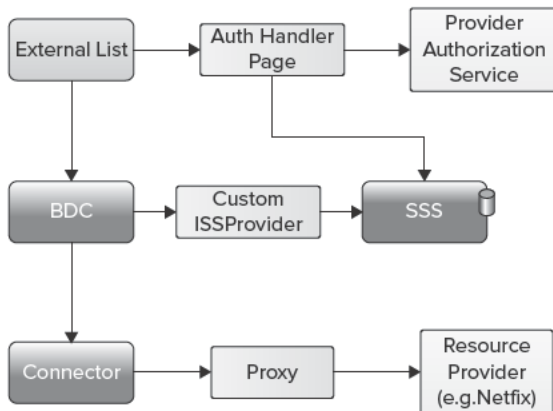 External List
Auth Handler
Page
Provider
Authorization
Service
BDC
Custom
ISSProvider
SSS
Connector
Proxy
Resource
Provider
(e.g.Netfix)